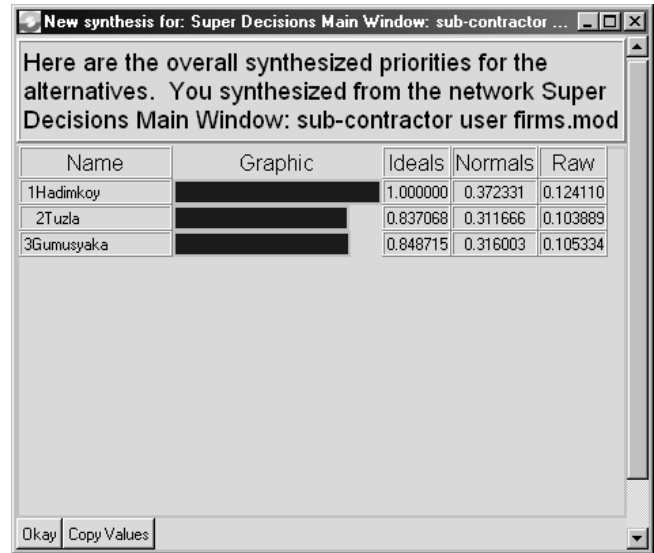 New synthesis for: Super Decisions Main Window: sub-contractor ...
Here are the overall synthesized priorities for the
alternatives. You synthesized from the network Super
Decisions Main Window: sub-contractor user firms.mod
Name Graphic Ideals Normals Raw
1Hadimkoy 1.000000 0.372331 0.124110
2Tuzla 0.837068 0.311666 0.103889
3Gumusyaka 0.848715 0.316003 0.105334
Okay Copy Values